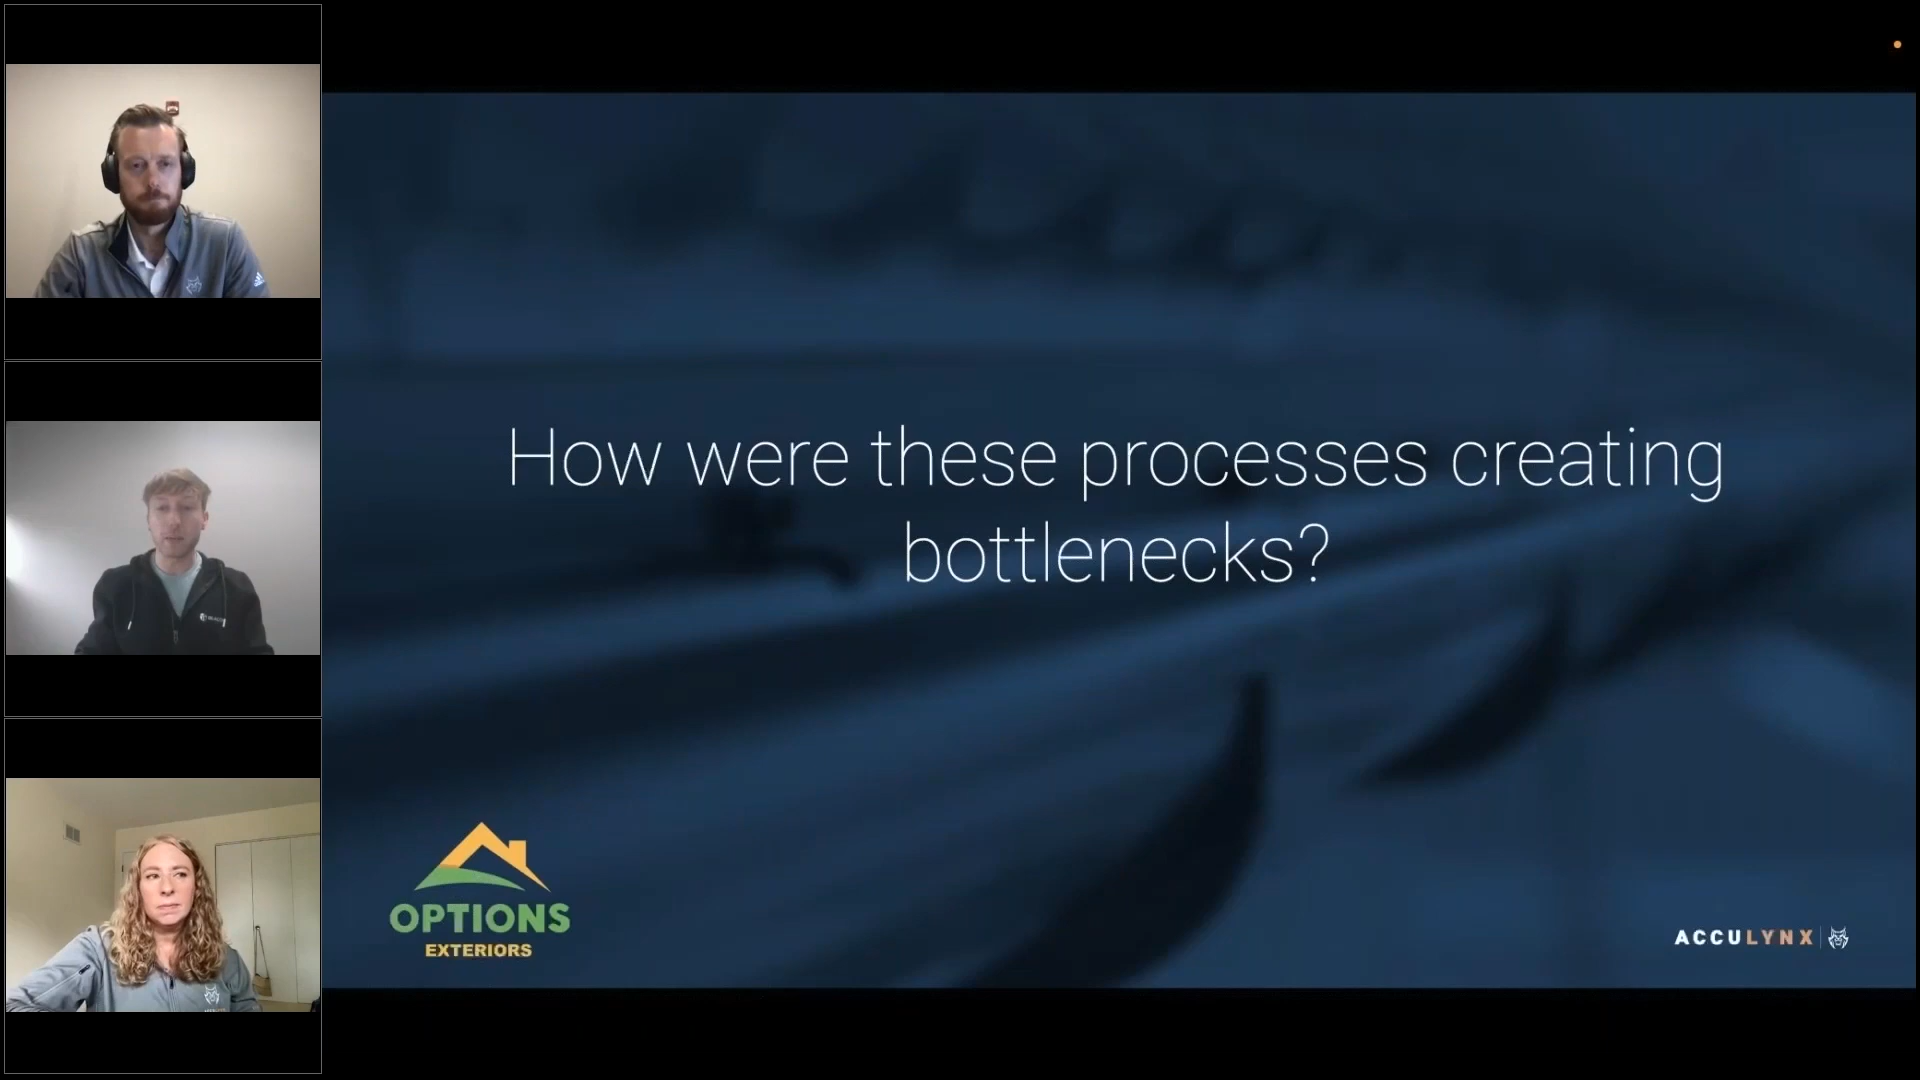 How were these processes creating
bottlenecks?
OPTIONS
EXTERIORS
ACCULYNX